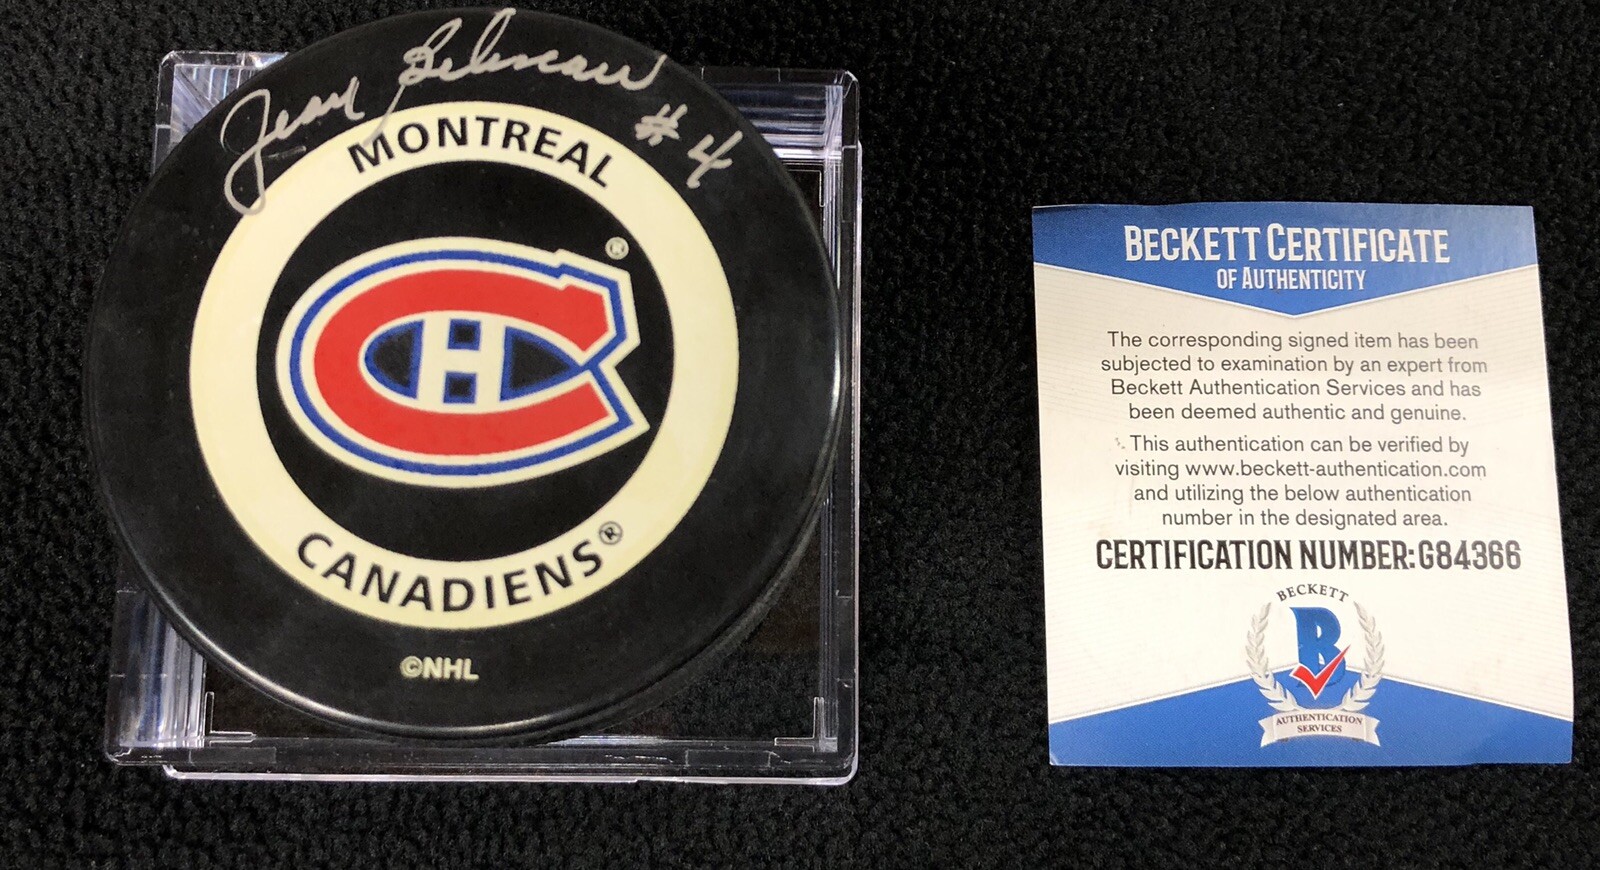 Jean Beliveau
#4
MONTREAL
®
CH
CANADIENS®
©NHL
BECKETT CERTIFICATE
OF AUTHENTICITY
The corresponding signed item has been
subjected to examination by an expert from
Beckett Authentication Services and has
been deemed authentic and genuine.
This authentication can be verified by
visiting www.beckett-authentication.com
and utilizing the below authentication
number in the designated area.
CERTIFICATION NUMBER:G84366
BECKETT
B
AUTHENTICATION
SERVICES